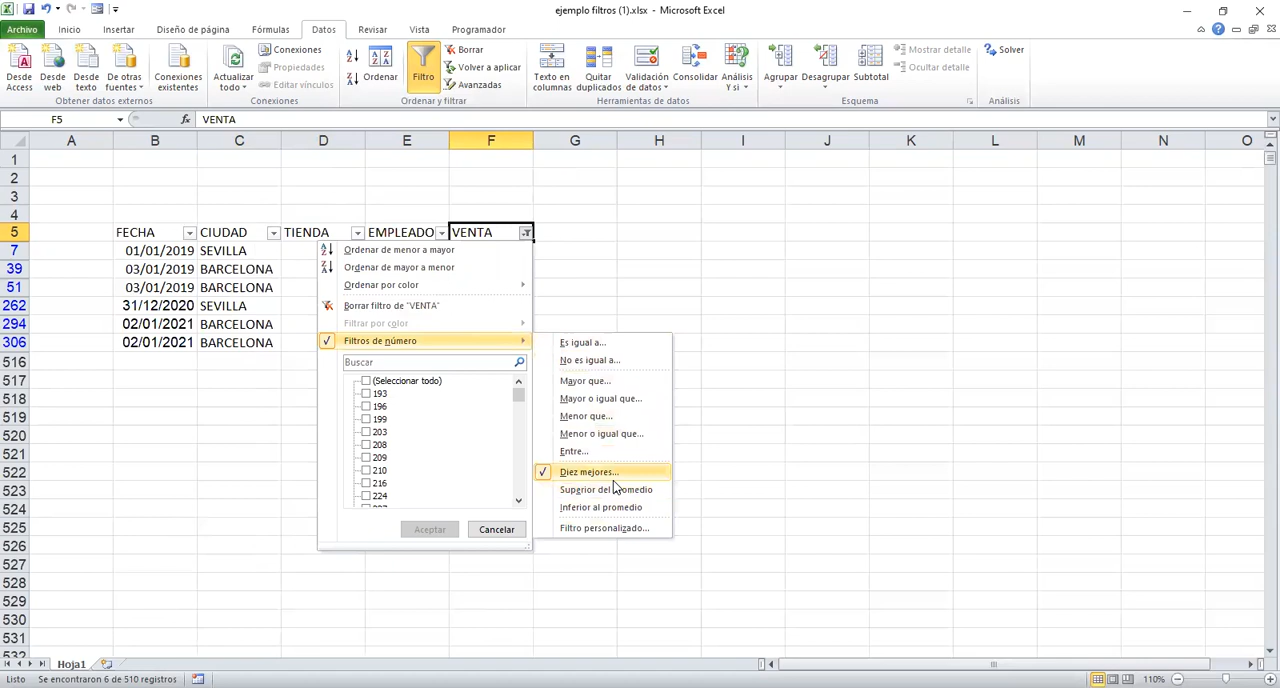 ejemplo filtros (1).xlsx - Microsoft Excel
Archivo Inicio Insertar Diseño de página Fórmulas Datos Revisar Vista Programador
Desde Access
Desde web
Desde texto
De otras fuentes
Conexiones existentes
Obtener datos externos
Actualizar todo
Conexiones
Propiedades
Editar vínculos
Conexiones
Ordenar
Filtro
Borrar
Volver a aplicar
Avanzadas
Ordenar y filtrar
Texto en columnas
Quitar duplicados
Validación de datos
Consolidar
Análisis Y si
Herramientas de datos
Agrupar
Desagrupar
Subtotal
Mostrar detalle
Ocultar detalle
Esquema
Solver
Análisis
F5 fx VENTA
A B C D E F G H I J K L M N O
1
2
3
4
5 FECHA CIUDAD TIENDA EMPLEADO VENTA
7 01/01/2019 SEVILLA
39 03/01/2019 BARCELONA
51 03/01/2019 BARCELONA
262 31/12/2020 SEVILLA
294 02/01/2021 BARCELONA
306 02/01/2021 BARCELONA
516
517
518
519
520
521
522
523
524
525
526
527
528
529
530
531
532
Ordenar de menor a mayor
Ordenar de mayor a menor
Ordenar por color
Borrar filtro de "VENTA"
Filtrar por color
Filtros de número
Buscar
(Seleccionar todo)
193
196
199
203
208
209
210
216
224
Aceptar Cancelar
Es igual a...
No es igual a...
Mayor que...
Mayor o igual que...
Menor que...
Menor o igual que...
Entre...
Diez mejores...
Superior del promedio
Inferior al promedio
Filtro personalizado...
Hoja1
Listo Se encontraron 6 de 510 registros 110%